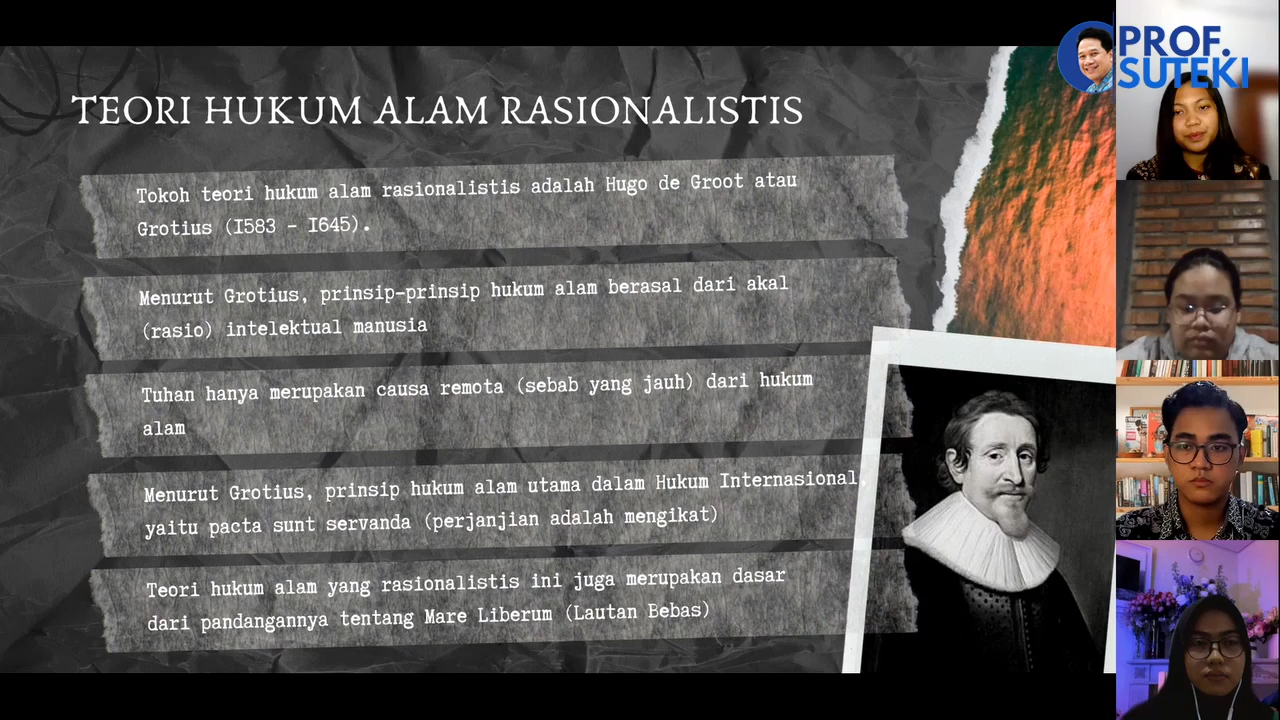 PROF.
SUTEKI
TEORI HUKUM ALAM RASIONALISTIS
Tokoh teori hukum alam rasionalistis adalah Hugo de Groot atau
Grotius (I583 – I645).
Menurut Grotius, prinsip-prinsip hukum alam berasal dari akal
(rasio) intelektual manusia
Tuhan hanya merupakan causa remota (sebab yang jauh) dari hukum
alam
Menurut Grotius, prinsip hukum alam utama dalam Hukum Internasional,
yaitu pacta sunt servanda (perjanjian adalah mengikat)
Teori hukum alam yang rasionalistis ini juga merupakan dasar
dari pandangannya tentang Mare Liberum (Lautan Bebas)